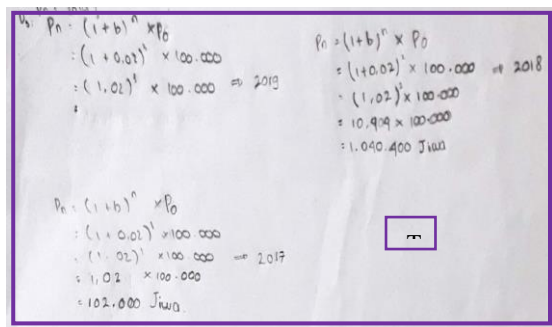 Pn = (1+b)ⁿ × P₀
= (1 + 0,02)³ × 100.000
= (1,02)³ × 100.000 ⇒ 2019
=
Pn = (1+b)ⁿ × P₀
= (1+0,02)² × 100.000 ⇒ 2018
= (1,02)² × 100.000
= 10,404 × 100.000
= 1.040.400 Jiwa
Pn = (1+b)ⁿ × P₀
= (1 + 0,02)¹ × 100.000
= (1,02)¹ × 100.000 ⇒ 2017
= 1,02 × 100.000
= 102.000 Jiwa.
T